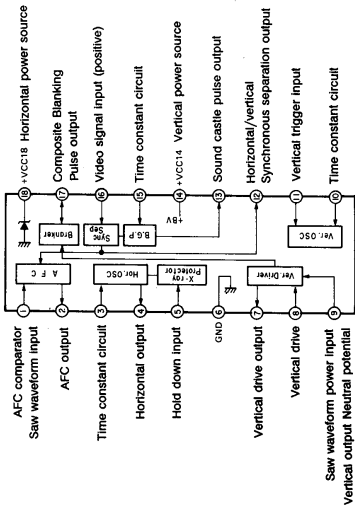 +VCC18 Horizontal power source
Composite Blanking
Pulse output
Video signal input (positive)
Time constant circuit
+VCC14 Vertical power source
Sound castle pulse output
Horizontal/vertical
Synchronous separation output
Vertical trigger input
Time constant circuit
18
17
16
15
14
13
12
11
10
Branker
Sync
Sep
B.G.P
+BV
Ver. OSC
A F C
Hor. OSC
X-ray
Protector
Ver.Driver
1
2
3
4
5
6
7
8
9
AFC comparator
Saw waveform input
AFC output
Time constant circuit
Horizontal output
Hold down input
GND
Vertical drive output
Vertical drive
Saw waveform power input
Vertical output Neutral potential